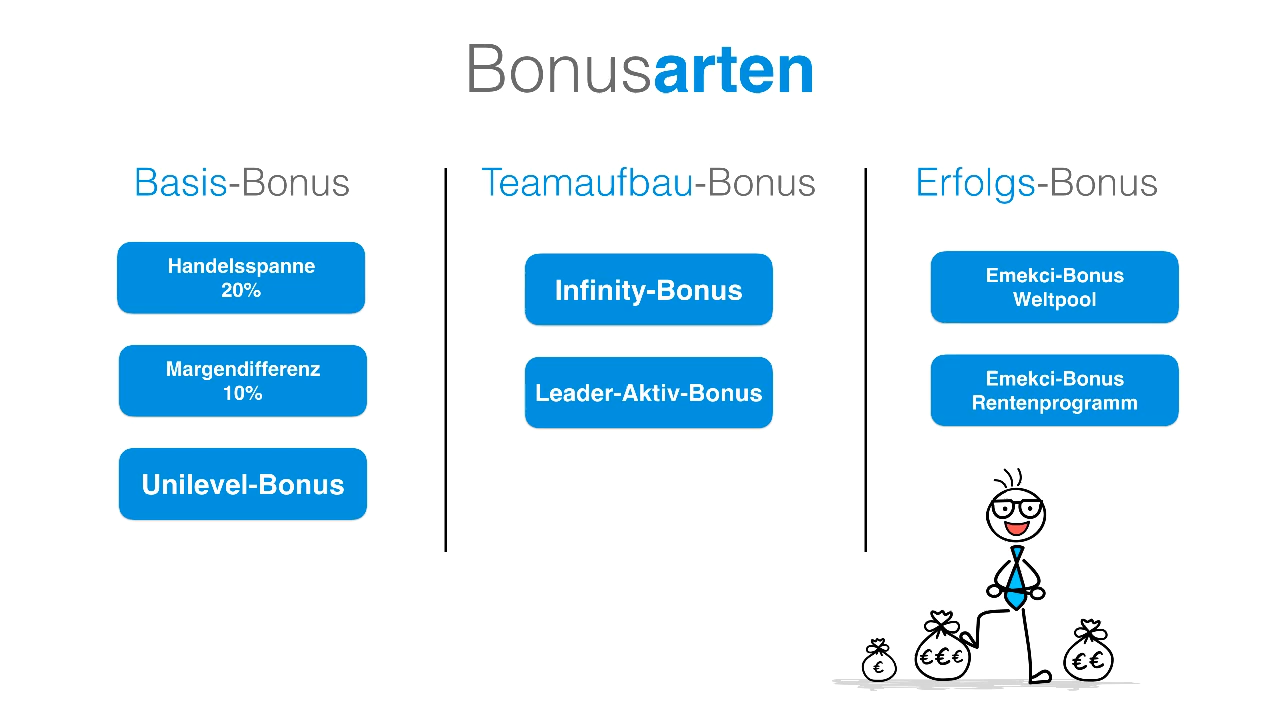 Bonusarten
Basis-Bonus
Handelsspanne
20%
Margendifferenz
10%
Unilevel-Bonus
Teamaufbau-Bonus
Infinity-Bonus
Leader-Aktiv-Bonus
Erfolgs-Bonus
Emekci-Bonus
Weltpool
Emekci-Bonus
Rentenprogramm
€
€€€
€€